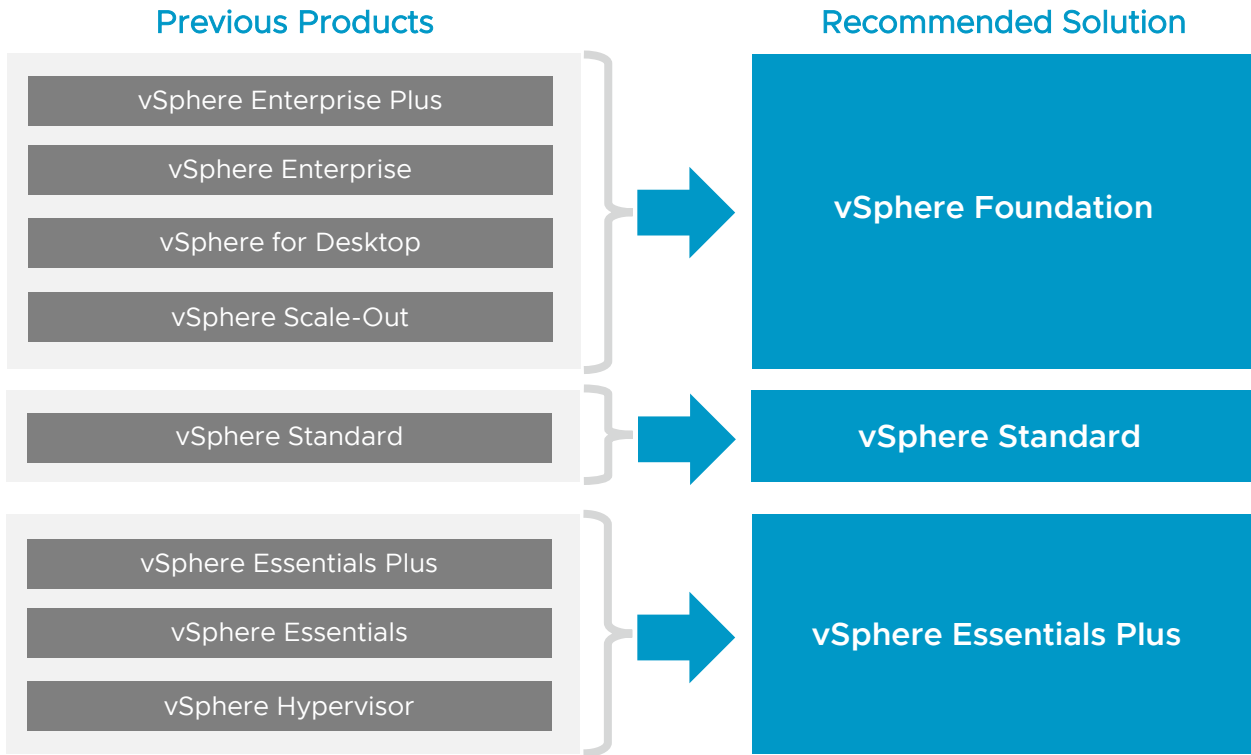 Previous Products
Recommended Solution
vSphere Enterprise Plus
vSphere Enterprise
vSphere for Desktop
vSphere Scale-Out
vSphere Foundation
vSphere Standard
vSphere Standard
vSphere Essentials Plus
vSphere Essentials
vSphere Hypervisor
vSphere Essentials Plus